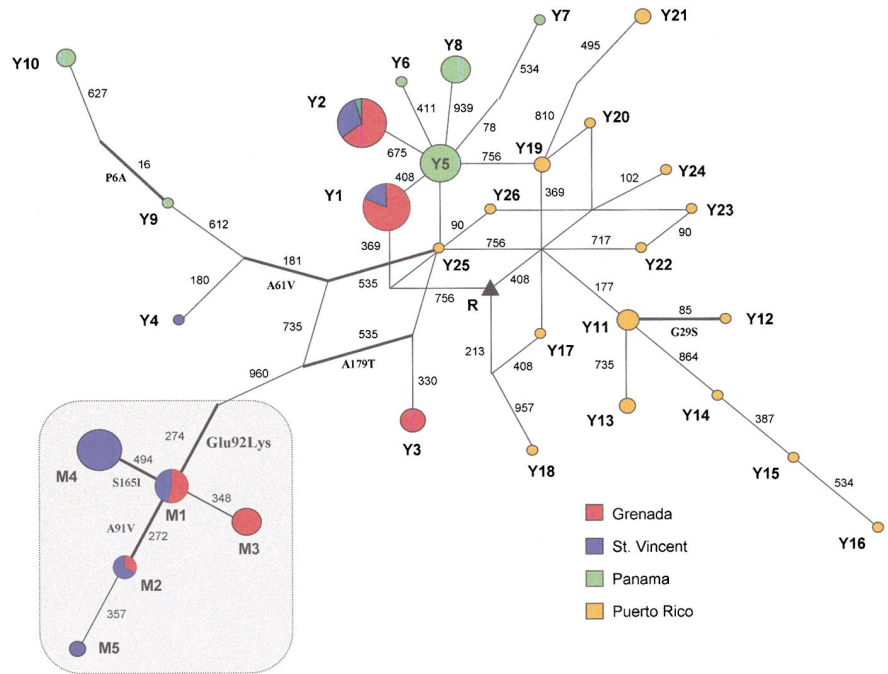 Y7
Y21
Y10
Y6
Y8
495
534
627
Y2
411
939
810
Y20
78
16
675
Y5
756
Y19
P6A
408
102
Y24
Y1
Y26
369
Y9
612
90
Y23
369
756
717
90
181
Y25
Y22
180
A61V
535
756
408
177
R
Y4
735
535
85
Y11
Y12
A179T
213
Y17
G29S
408
735
864
960
330
957
387
274
Glu92Lys
Y3
Y13
Y14
M4
494
Y18
Y15
S165I
534
348
M1
Grenada
A91V
272
M3
Y16
St. Vincent
M2
Panama
357
Puerto Rico
M5